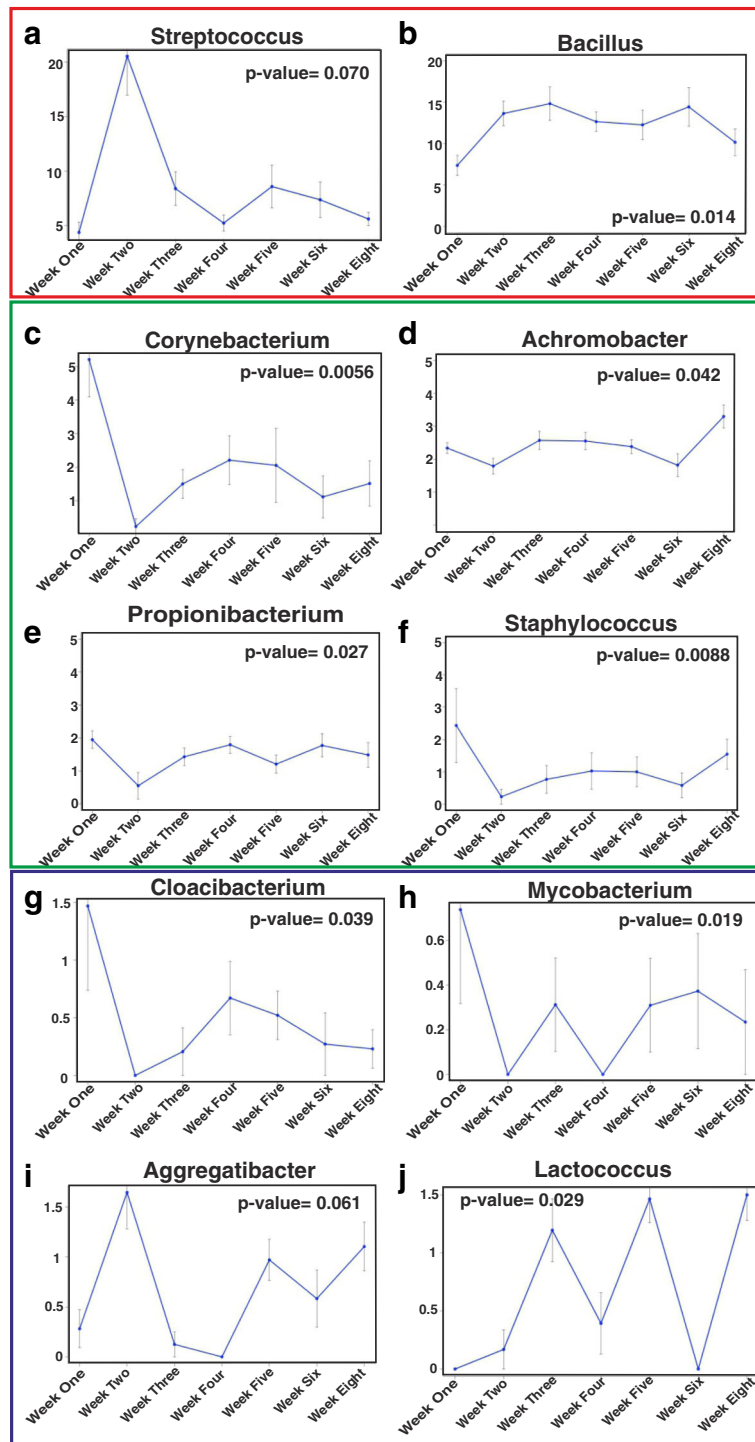 a
Streptococcus
p-value= 0.070
20
15
10
5
Week One
Week Two
Week Three
Week Four
Week Five
Week Six
Week Eight
b
Bacillus
20
15
10
5
0
p-value= 0.014
Week One
Week Two
Week Three
Week Four
Week Five
Week Six
Week Eight
c
Corynebacterium
p-value= 0.0056
5
4
3
2
1
Week One
Week Two
Week Three
Week Four
Week Five
Week Six
Week Eight
d
Achromobacter
p-value= 0.042
5
4
3
2
1
Week One
Week Two
Week Three
Week Four
Week Five
Week Six
Week Eight
e
Propionibacterium
p-value= 0.027
5
4
3
2
1
0
Week One
Week Two
Week Three
Week Four
Week Five
Week Six
Week Eight
f
Staphylococcus
p-value= 0.0088
5
4
3
2
1
0
Week One
Week Two
Week Three
Week Four
Week Five
Week Six
Week Eight
g
Cloacibacterium
p-value= 0.039
1.5
1
0.5
0
Week One
Week Two
Week Three
Week Four
Week Five
Week Six
Week Eight
h
Mycobacterium
p-value= 0.019
0.6
0.4
0.2
0
Week One
Week Two
Week Three
Week Four
Week Five
Week Six
Week Eight
i
Aggregatibacter
p-value= 0.061
1.5
1
0.5
0
Week One
Week Two
Week Three
Week Four
Week Five
Week Six
Week Eight
j
Lactococcus
p-value= 0.029
1.5
1
0.5
0
Week One
Week Two
Week Three
Week Four
Week Five
Week Six
Week Eight